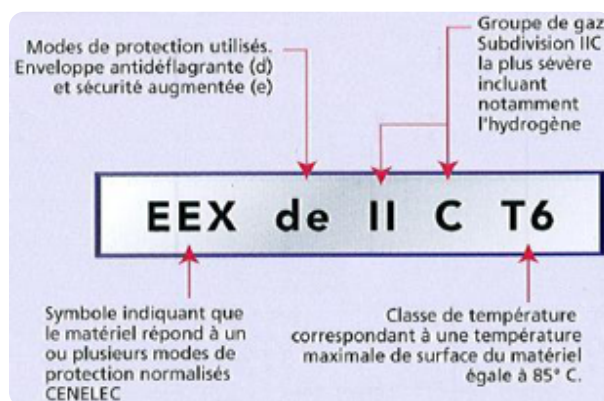 Modes de protection utilisés.
Enveloppe antidéflagrante (d)
et sécurité augmentée (e)
Groupe de gaz
Subdivision IIC
la plus sévère
incluant
notamment
l'hydrogène
EEX de II C T6
Symbole indiquant que
le matériel répond à un
ou plusieurs modes de
protection normalisés
CENELEC
Classe de température
correspondant à une température
maximale de surface du matériel
égale à 85° C.